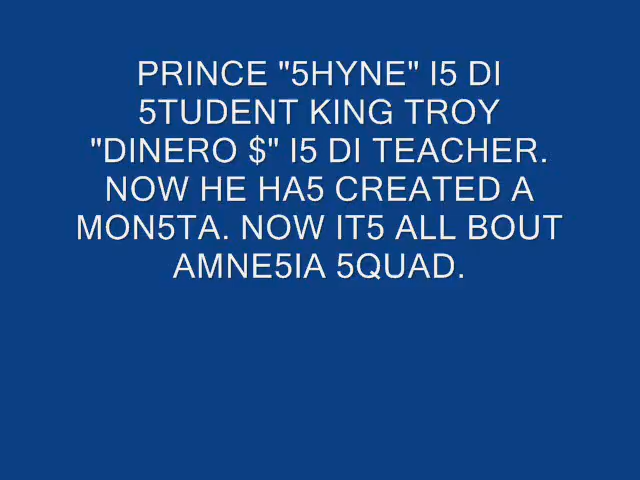 PRINCE "5HYNE" I5 DI
5TUDENT KING TROY
"DINERO $" I5 DI TEACHER.
NOW HE HA5 CREATED A
MON5TA. NOW IT5 ALL BOUT
AMNE5IA 5QUAD.